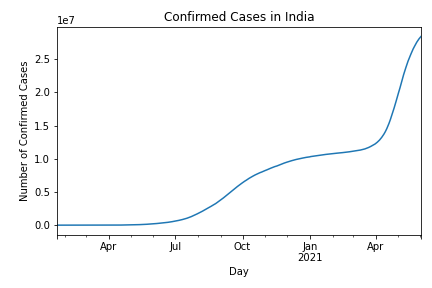 Confirmed Cases in India
1e7
Number of Confirmed Cases
2.5
2.0
1.5
1.0
0.5
0.0
Apr Jul Oct Jan Apr
2021
Day